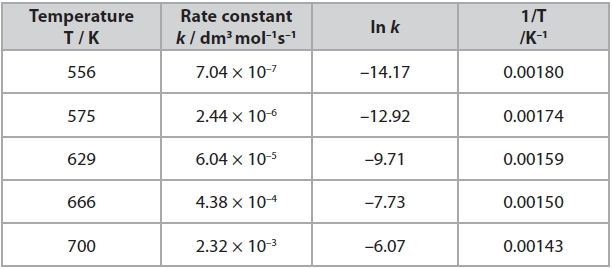 Temperature Rate constant ln k 1/T
T / K k / dm³ mol⁻¹s⁻¹ /K⁻¹
556 7.04 × 10⁻⁷ –14.17 0.00180
575 2.44 × 10⁻⁶ –12.92 0.00174
629 6.04 × 10⁻⁵ –9.71 0.00159
666 4.38 × 10⁻⁴ –7.73 0.00150
700 2.32 × 10⁻³ –6.07 0.00143